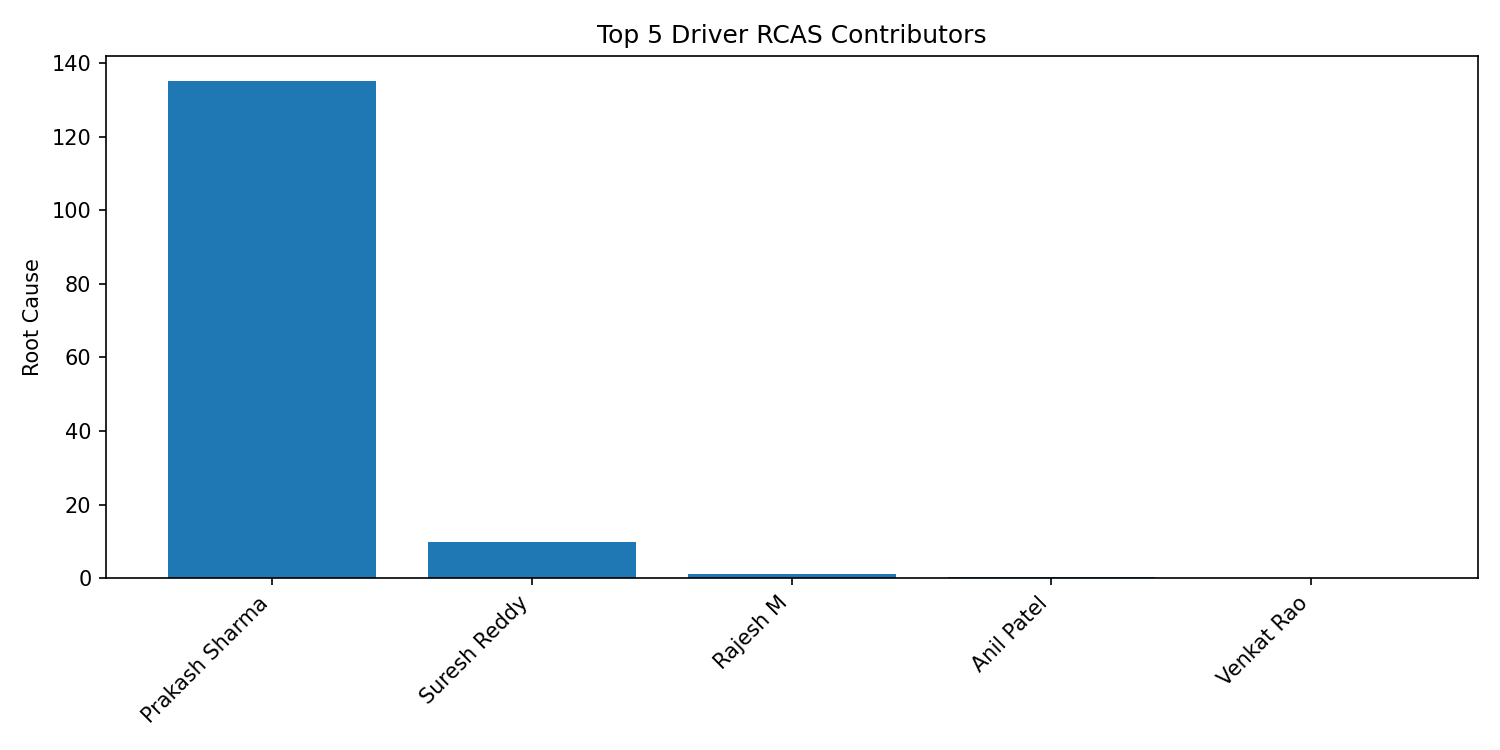 Top 5 Driver RCAS Contributors
Root Cause
140
120
100
80
60
40
20
0
Prakash Sharma
Suresh Reddy
Rajesh M
Anil Patel
Venkat Rao